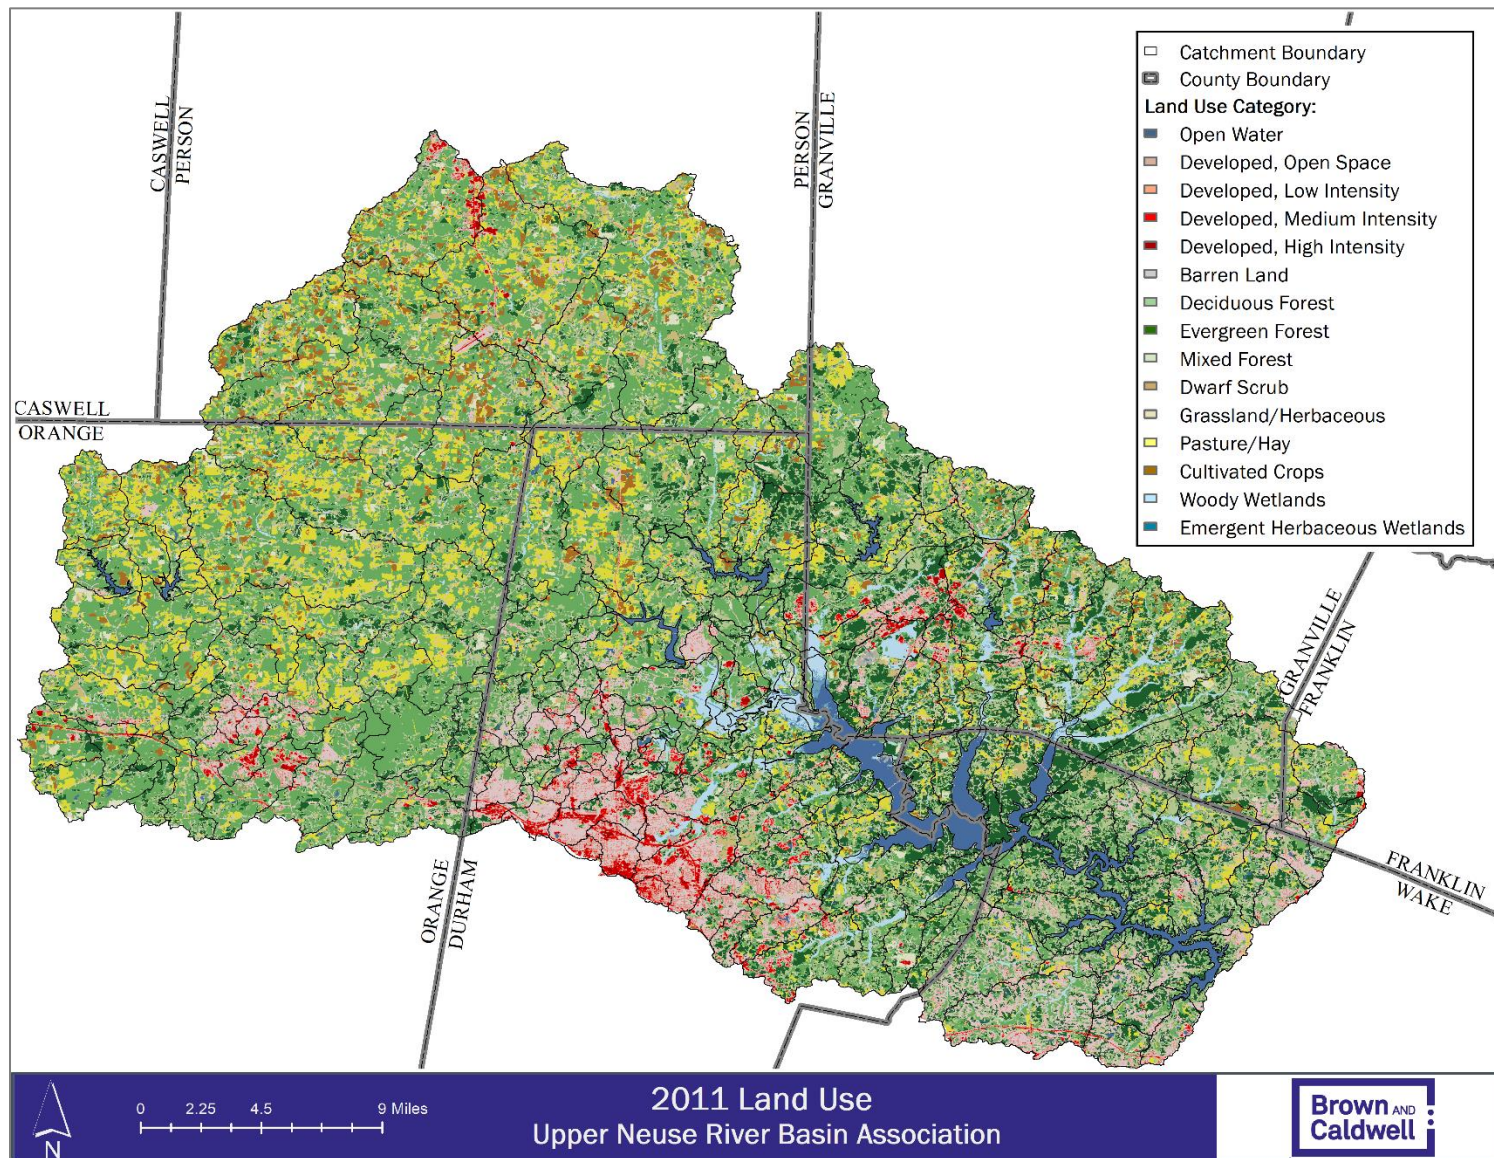 CASWELL
PERSON
PERSON
GRANVILLE
Catchment Boundary
County Boundary
Land Use Category:
Open Water
Developed, Open Space
Developed, Low Intensity
Developed, Medium Intensity
Developed, High Intensity
Barren Land
Deciduous Forest
Evergreen Forest
Mixed Forest
Dwarf Scrub
Grassland/Herbaceous
Pasture/Hay
Cultivated Crops
Woody Wetlands
Emergent Herbaceous Wetlands
CASWELL
ORANGE
GRANVILLE
FRANKLIN
ORANGE
DURHAM
FRANKLIN
WAKE
N
0 2.25 4.5 9 Miles
2011 Land Use
Upper Neuse River Basin Association
Brown AND
Caldwell